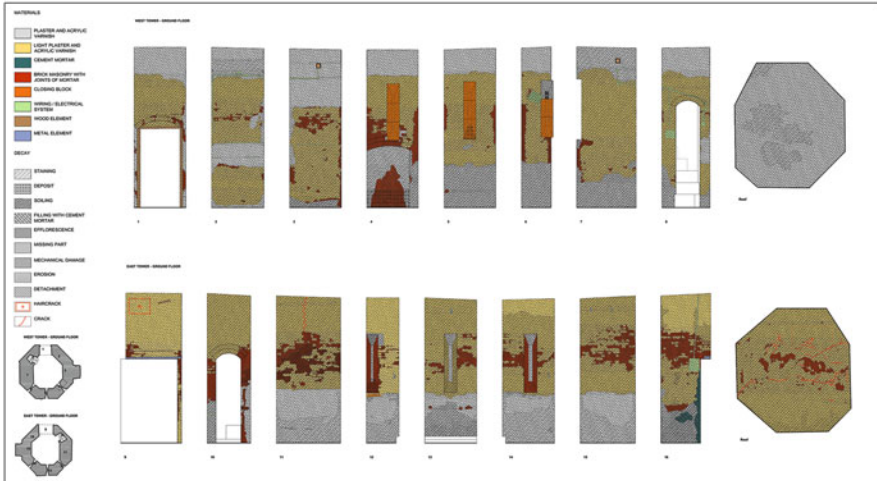 MATERIALS
PLASTER AND ACRYLIC
VARNISH
LIGHT PLASTER AND
ACRYLIC VARNISH
CEMENT MORTAR
BRICK MASONRY WITH
JOINTS OF MORTAR
CLOSING BLOCK
WIRING / ELECTRICAL
SYSTEM
WOOD ELEMENT
METAL ELEMENT
DECAY
STAINING
DEPOSIT
SOILING
FILLING WITH CEMENT
MORTAR
EFFLORESCENCE
MISSING PART
MECHANICAL DAMAGE
EROSION
DETACHMENT
HAIRCRACK
CRACK
WEST TOWER - GROUND FLOOR
EAST TOWER - GROUND FLOOR
WEST TOWER - GROUND FLOOR
1 2 3 4 5 6 7 8 Roof
EAST TOWER - GROUND FLOOR
9 10 11 12 13 14 15 16 Roof